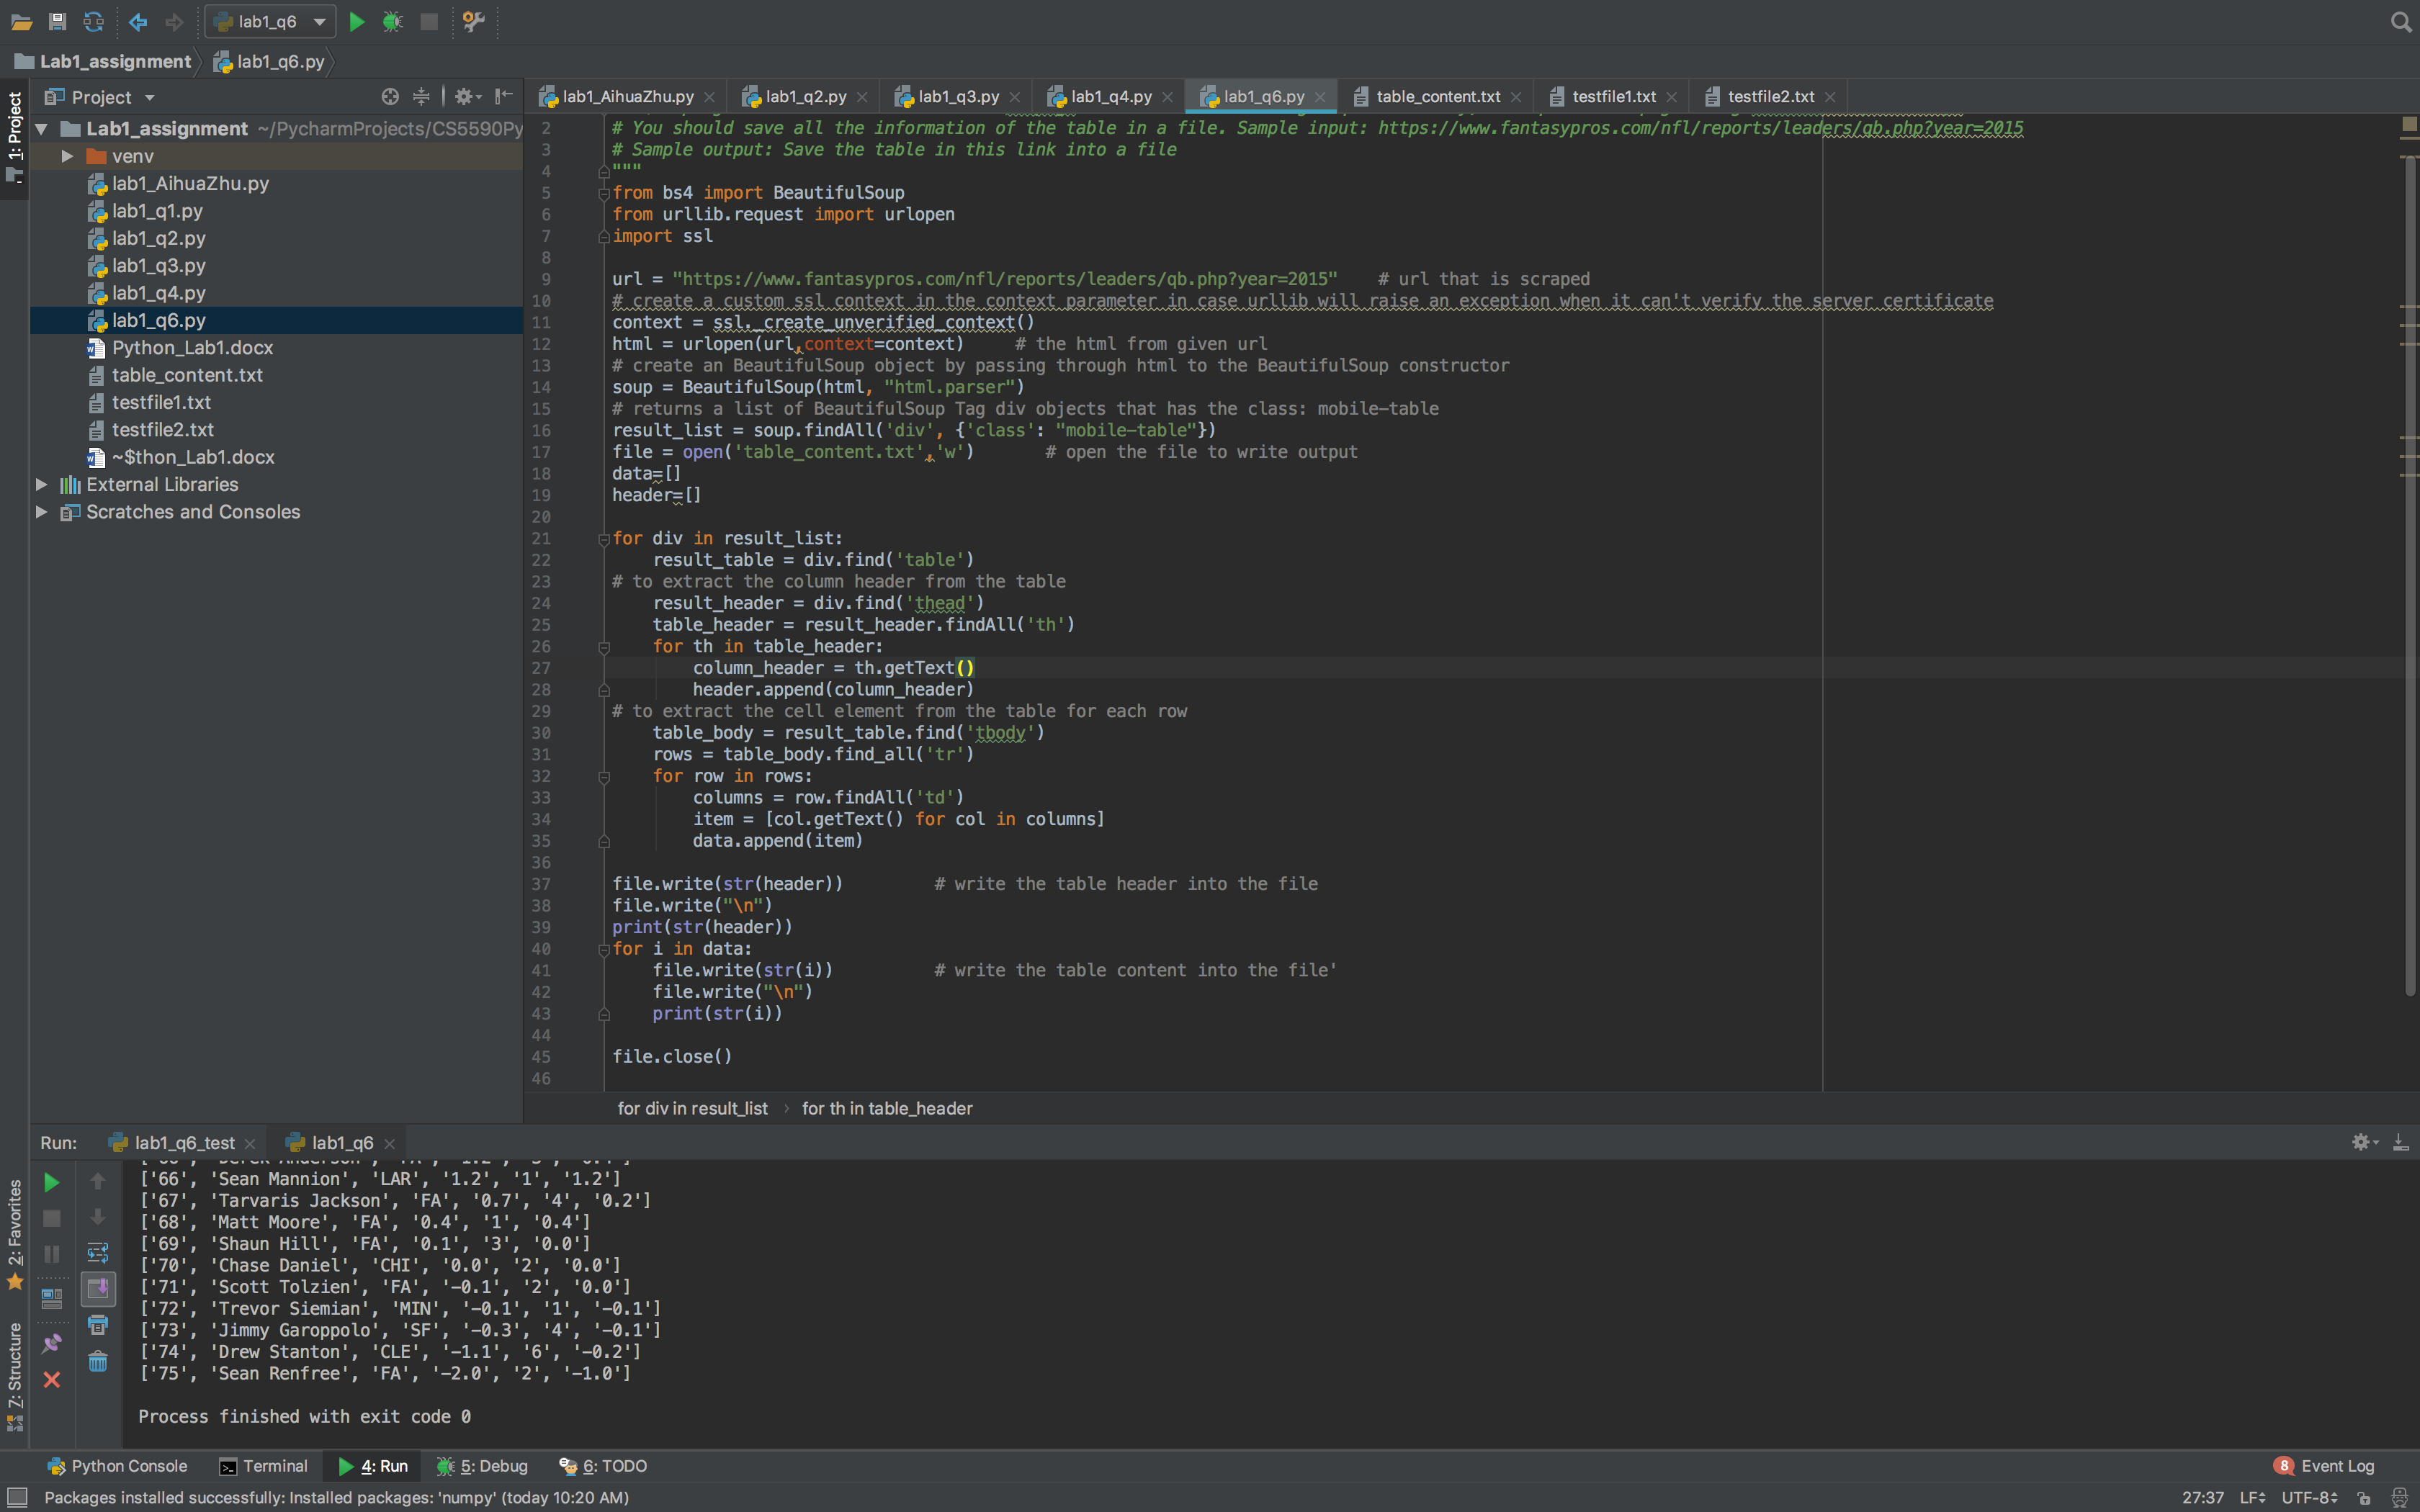 lab1_q6
Lab1_assignment
lab1_q6.py
1: Project
Project
lab1_AihuaZhu.py
lab1_q2.py
lab1_q3.py
lab1_q4.py
lab1_q6.py
table_content.txt
testfile1.txt
testfile2.txt
Lab1_assignment ~/PycharmProjects/CS5590Py
venv
lab1_AihuaZhu.py
lab1_q1.py
lab1_q2.py
lab1_q3.py
lab1_q4.py
lab1_q6.py
Python_Lab1.docx
table_content.txt
testfile1.txt
testfile2.txt
~$thon_Lab1.docx
External Libraries
Scratches and Consoles
2 # You should save all the information of the table in a file. Sample input: https://www.fantasypros.com/nfl/reports/leaders/qb.php?year=2015
3 # Sample output: Save the table in this link into a file
4 """
5 from bs4 import BeautifulSoup
6 from urllib.request import urlopen
7 import ssl
8
9 url = "https://www.fantasypros.com/nfl/reports/leaders/qb.php?year=2015" # url that is scraped
10 # create a custom ssl context in the context parameter in case urllib will raise an exception when it can't verify the server certificate
11 context = ssl._create_unverified_context()
12 html = urlopen(url,context=context) # the html from given url
13 # create an BeautifulSoup object by passing through html to the BeautifulSoup constructor
14 soup = BeautifulSoup(html, "html.parser")
15 # returns a list of BeautifulSoup Tag div objects that has the class: mobile-table
16 result_list = soup.findAll('div', {'class': "mobile-table"})
17 file = open('table_content.txt','w') # open the file to write output
18 data=[]
19 header=[]
20
21 for div in result_list:
22 result_table = div.find('table')
23 # to extract the column header from the table
24 result_header = div.find('thead')
25 table_header = result_header.findAll('th')
26 for th in table_header:
27 column_header = th.getText()
28 header.append(column_header)
29 # to extract the cell element from the table for each row
30 table_body = result_table.find('tbody')
31 rows = table_body.find_all('tr')
32 for row in rows:
33 columns = row.findAll('td')
34 item = [col.getText() for col in columns]
35 data.append(item)
36
37 file.write(str(header)) # write the table header into the file
38 file.write("\n")
39 print(str(header))
40 for i in data:
41 file.write(str(i)) # write the table content into the file'
42 file.write("\n")
43 print(str(i))
44
45 file.close()
46
for div in result_list › for th in table_header
Run:
lab1_q6_test
lab1_q6
['66', 'Sean Mannion', 'LAR', '1.2', '1', '1.2']
['67', 'Tarvaris Jackson', 'FA', '0.7', '4', '0.2']
['68', 'Matt Moore', 'FA', '0.4', '1', '0.4']
['69', 'Shaun Hill', 'FA', '0.1', '3', '0.0']
['70', 'Chase Daniel', 'CHI', '0.0', '2', '0.0']
['71', 'Scott Tolzien', 'FA', '-0.1', '2', '0.0']
['72', 'Trevor Siemian', 'MIN', '-0.1', '1', '-0.1']
['73', 'Jimmy Garoppolo', 'SF', '-0.3', '4', '-0.1']
['74', 'Drew Stanton', 'CLE', '-1.1', '6', '-0.2']
['75', 'Sean Renfree', 'FA', '-2.0', '2', '-1.0']
Process finished with exit code 0
2: Favorites
7: Structure
Python Console
Terminal
4: Run
5: Debug
6: TODO
8 Event Log
Packages installed successfully: Installed packages: 'numpy' (today 10:20 AM)
27:37 LF UTF-8